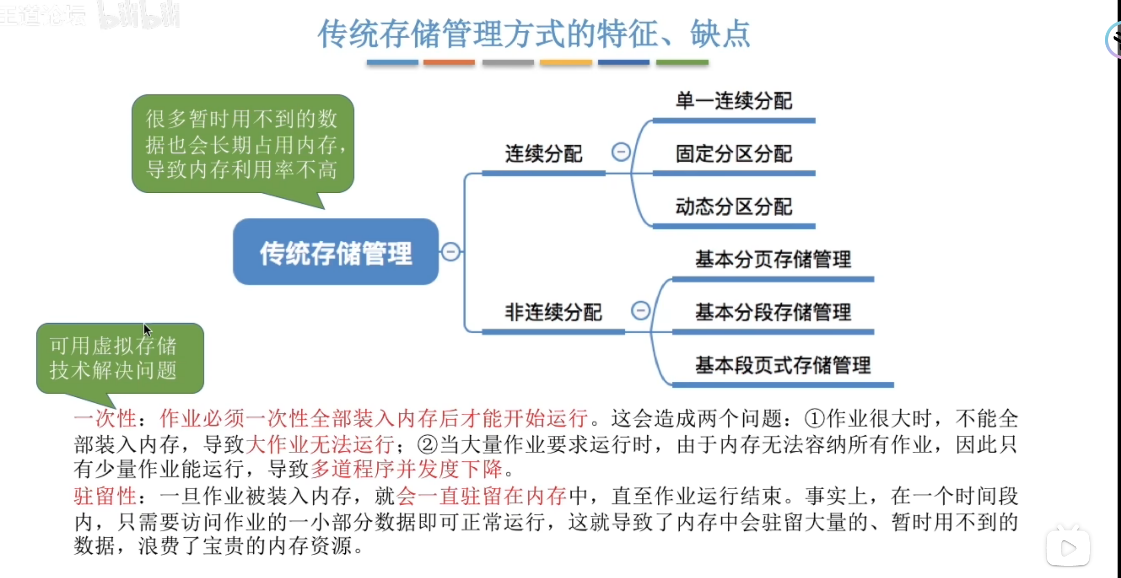 王道论坛 bilibili
传统存储管理方式的特征、缺点
很多暂时用不到的数
据也会长期占用内存，
导致内存利用率不高
传统存储管理
连续分配
单一连续分配
固定分区分配
动态分区分配
非连续分配
基本分页存储管理
基本分段存储管理
基本段页式存储管理
可用虚拟存储
技术解决问题
一次性：作业必须一次性全部装入内存后才能开始运行。这会造成两个问题：①作业很大时，不能全
部装入内存，导致大作业无法运行；②当大量作业要求运行时，由于内存无法容纳所有作业，因此只
有少量作业能运行，导致多道程序并发度下降。
驻留性：一旦作业被装入内存，就会一直驻留在内存中，直至作业运行结束。事实上，在一个时间段
内，只需要访问作业的一小部分数据即可正常运行，这就导致了内存中会驻留大量的、暂时用不到的
数据，浪费了宝贵的内存资源。